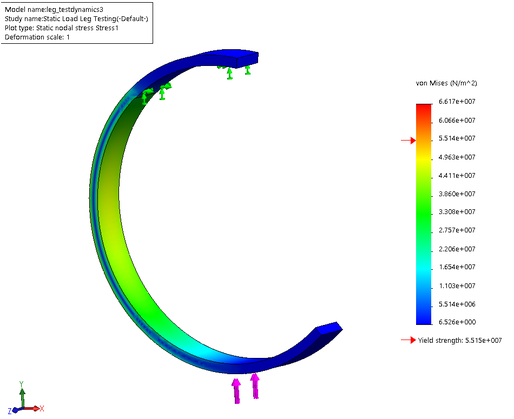 Model name:leg_testdynamics3
Study name:Static Load Leg Testing(-Default-)
Plot type: Static nodal stress Stress1
Deformation scale: 1
von Mises (N/m^2)
6.617e+007
6.066e+007
5.514e+007
4.963e+007
4.411e+007
3.860e+007
3.308e+007
2.757e+007
2.206e+007
1.654e+007
1.103e+007
5.514e+006
6.526e+000
Yield strength: 5.515e+007
Y
Z
X